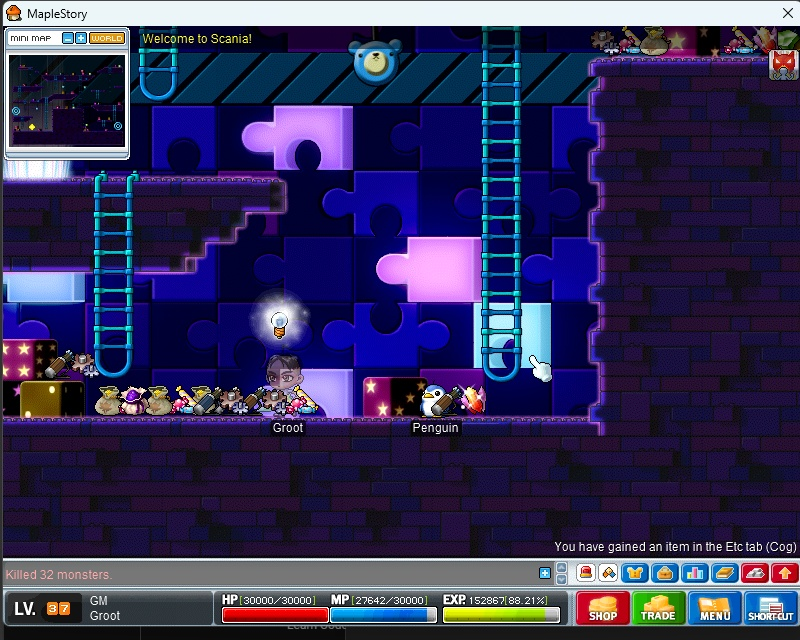 MapleStory
MINI MAP
WORLD
Welcome to Scania!
Groot
Penguin
You have gained an item in the Etc tab (Cog)
Killed 32 monsters.
LV. 37
GM
Groot
HP[30000/30000] MP[27642/30000] EXP. 152867[88.21%]
SHOP
TRADE
MENU
SHORTCUT